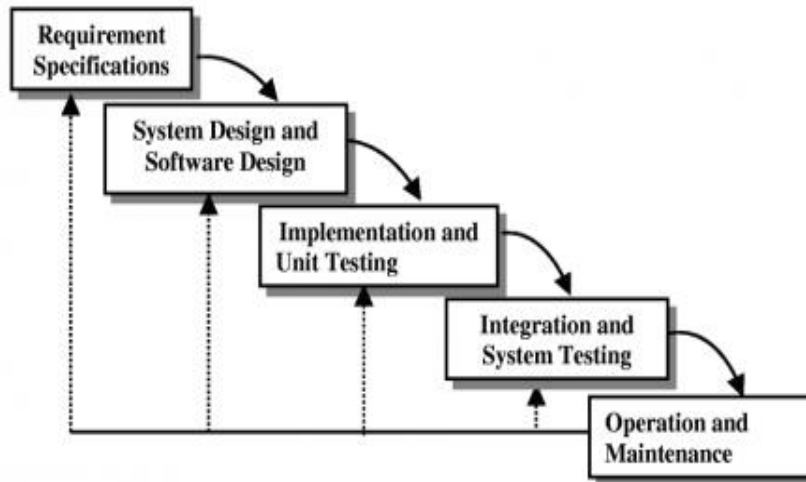 Requirement
Specifications
System Design and
Software Design
Implementation and
Unit Testing
Integration and
System Testing
Operation and
Maintenance